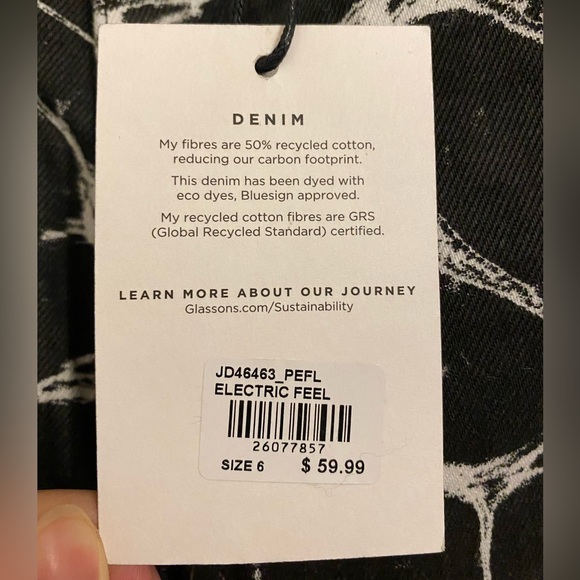 DENIM
My fibres are 50% recycled cotton,
reducing our carbon footprint.
This denim has been dyed with
eco dyes, Bluesign approved.
My recycled cotton fibres are GRS
(Global Recycled Standard) certified.
LEARN MORE ABOUT OUR JOURNEY
Glassons.com/Sustainability
JD46463_PEFL
ELECTRIC FEEL
26077857
SIZE 6 $ 59.99